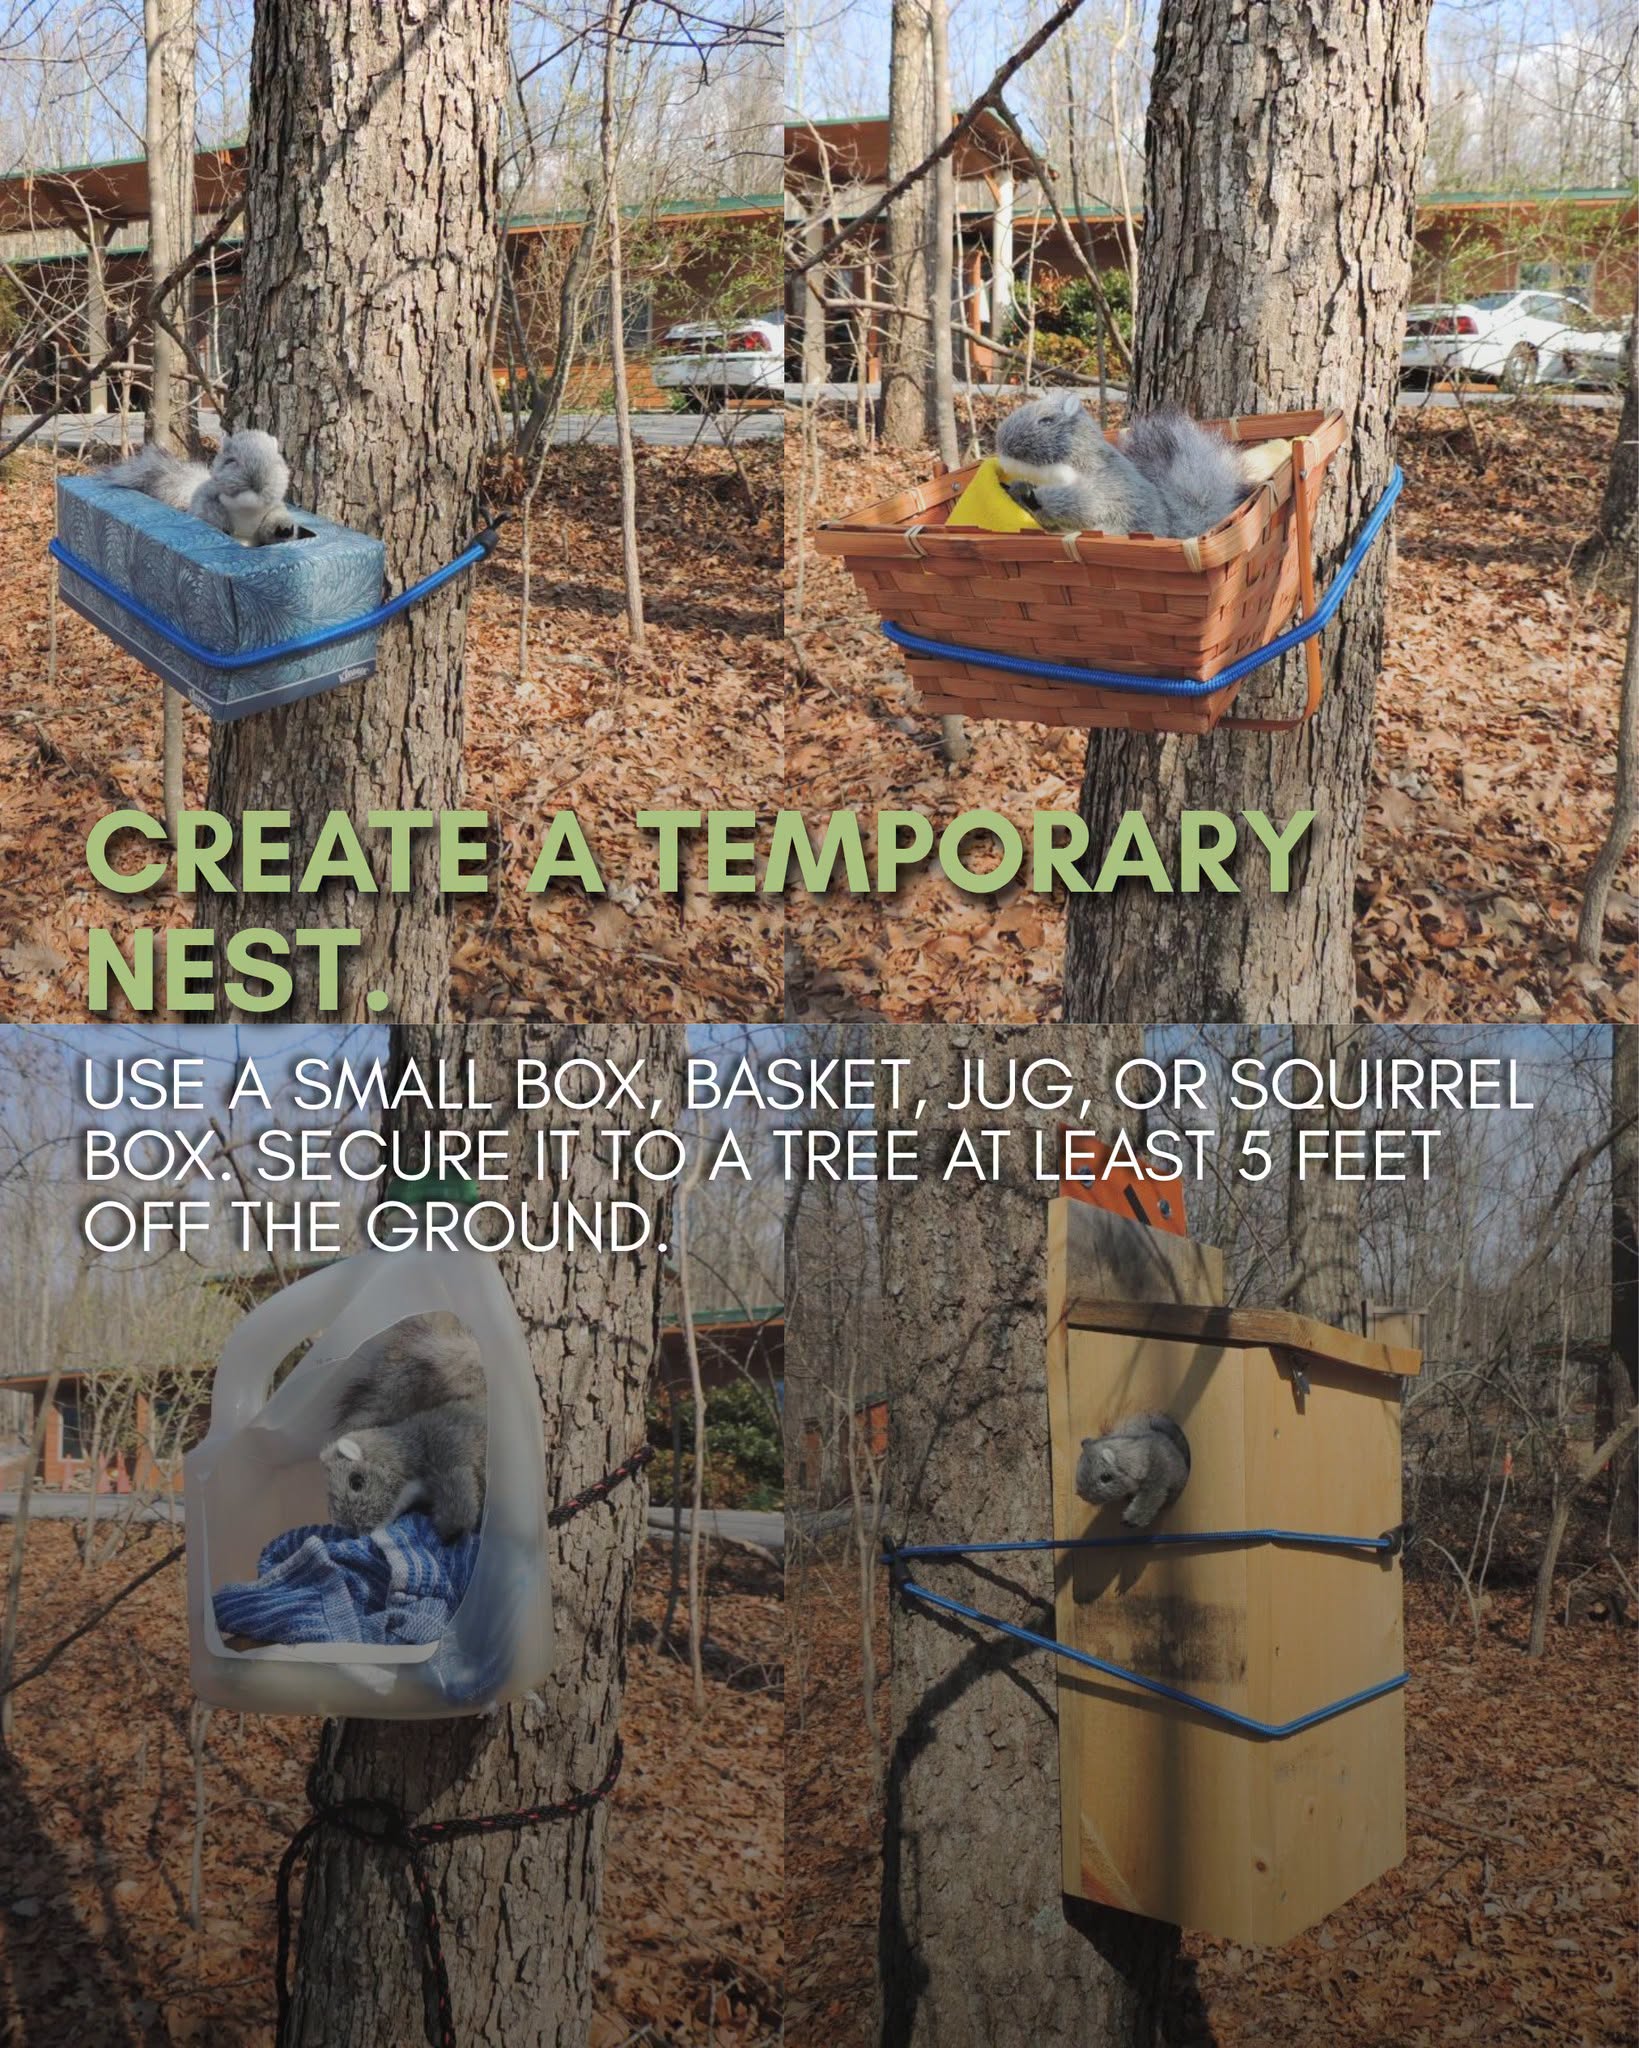 Kleenex
CREATE A TEMPORARY
NEST.
USE A SMALL BOX, BASKET, JUG, OR SQUIRREL
BOX. SECURE IT TO A TREE AT LEAST 5 FEET
OFF THE GROUND.